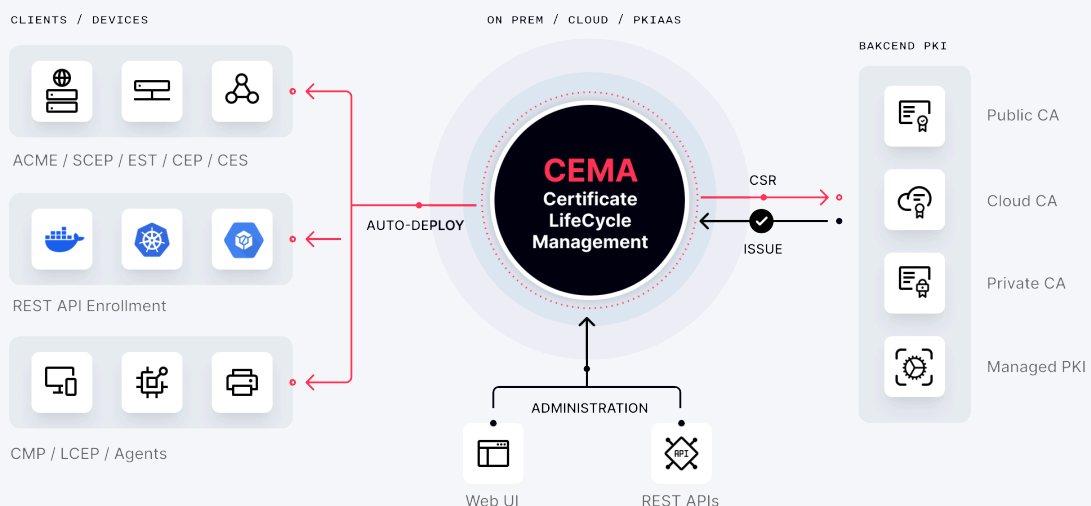 CLIENTS / DEVICES
ON PREM / CLOUD / PKIAAS
BAKCEND PKI
ACME / SCEP / EST / CEP / CES
REST API Enrollment
CMP / LCEP / Agents
AUTO-DEPLOY
CEMA
Certificate
LifeCycle
Management
CSR
ISSUE
Public CA
Cloud CA
Private CA
Managed PKI
ADMINISTRATION
API
Web UI
REST APIs